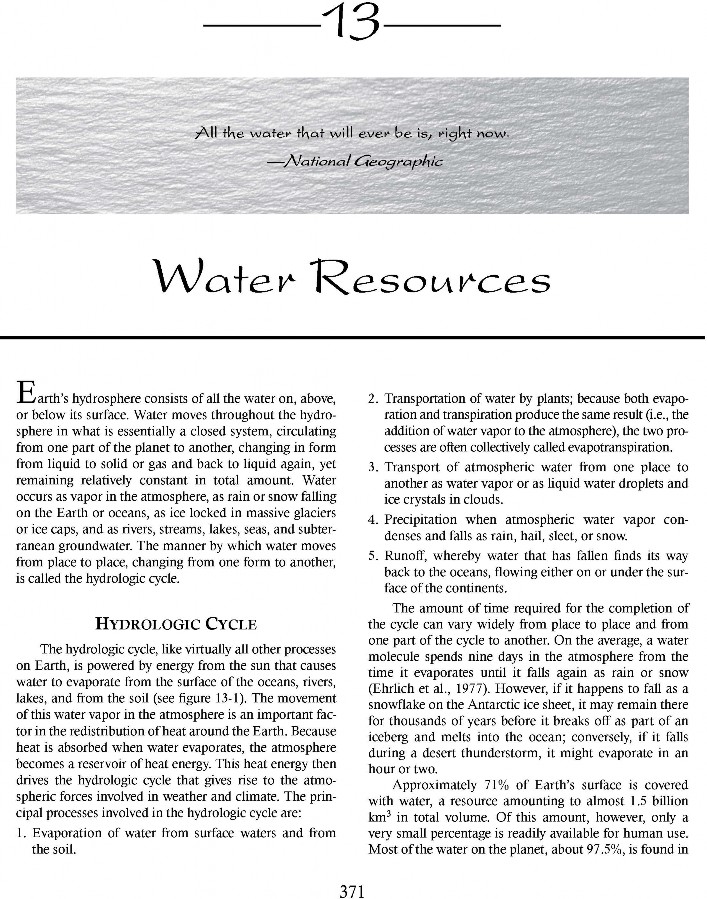 13
All the water that will ever be is, right now.
—National Geographic
Water Resources
Earth's hydrosphere consists of all the water on, above,
or below its surface. Water moves throughout the hydro-
sphere in what is essentially a closed system, circulating
from one part of the planet to another, changing in form
from liquid to solid or gas and back to liquid again, yet
remaining relatively constant in total amount. Water
occurs as vapor in the atmosphere, as rain or snow falling
on the Earth or oceans, as ice locked in massive glaciers
or ice caps, and as rivers, streams, lakes, seas, and subter-
ranean groundwater. The manner by which water moves
from place to place, changing from one form to another,
is called the hydrologic cycle.
HYDROLOGIC CYCLE
The hydrologic cycle, like virtually all other processes
on Earth, is powered by energy from the sun that causes
water to evaporate from the surface of the oceans, rivers,
lakes, and from the soil (see figure 13-1). The movement
of this water vapor in the atmosphere is an important fac-
tor in the redistribution of heat around the Earth. Because
heat is absorbed when water evaporates, the atmosphere
becomes a reservoir of heat energy. This heat energy then
drives the hydrologic cycle that gives rise to the atmo-
spheric forces involved in weather and climate. The prin-
cipal processes involved in the hydrologic cycle are:
1. Evaporation of water from surface waters and from
the soil.
2. Transportation of water by plants; because both evapo-
ration and transpiration produce the same result (i.e., the
addition of water vapor to the atmosphere), the two pro-
cesses are often collectively called evapotranspiration.
3. Transport of atmospheric water from one place to
another as water vapor or as liquid water droplets and
ice crystals in clouds.
4. Precipitation when atmospheric water vapor con-
denses and falls as rain, hail, sleet, or snow.
5. Runoff, whereby water that has fallen finds its way
back to the oceans, flowing either on or under the sur-
face of the continents.
The amount of time required for the completion of
the cycle can vary widely from place to place and from
one part of the cycle to another. On the average, a water
molecule spends nine days in the atmosphere from the
time it evaporates until it falls again as rain or snow
(Ehrlich et al., 1977). However, if it happens to fall as a
snowflake on the Antarctic ice sheet, it may remain there
for thousands of years before it breaks off as part of an
iceberg and melts into the ocean; conversely, if it falls
during a desert thunderstorm, it might evaporate in an
hour or two.
Approximately 71% of Earth's surface is covered
with water, a resource amounting to almost 1.5 billion
km³ in total volume. Of this amount, however, only a
very small percentage is readily available for human use.
Most of the water on the planet, about 97.5%, is found in
371